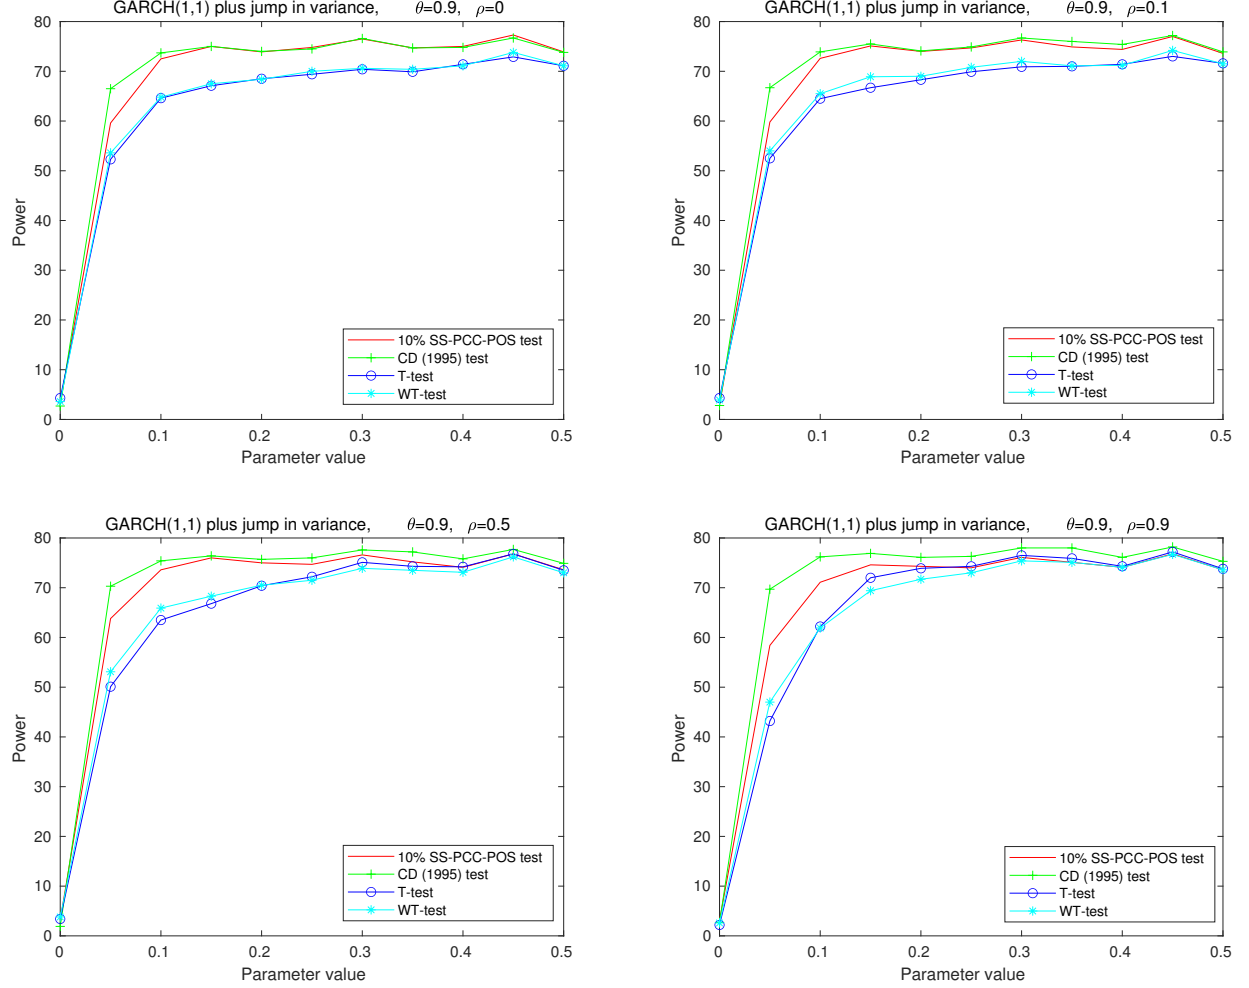 GARCH(1,1) plus jump in variance, θ=0.9, ρ=0
80
70
60
50
40
30
20
10
0
Power
0 0.1 0.2 0.3 0.4 0.5
Parameter value
10% SS-PCC-POS test
CD (1995) test
T-test
WT-test
GARCH(1,1) plus jump in variance, θ=0.9, ρ=0.1
80
70
60
50
40
30
20
10
0
Power
0 0.1 0.2 0.3 0.4 0.5
Parameter value
10% SS-PCC-POS test
CD (1995) test
T-test
WT-test
GARCH(1,1) plus jump in variance, θ=0.9, ρ=0.5
80
70
60
50
40
30
20
10
0
Power
0 0.1 0.2 0.3 0.4 0.5
Parameter value
10% SS-PCC-POS test
CD (1995) test
T-test
WT-test
GARCH(1,1) plus jump in variance, θ=0.9, ρ=0.9
80
70
60
50
40
30
20
10
0
Power
0 0.1 0.2 0.3 0.4 0.5
Parameter value
10% SS-PCC-POS test
CD (1995) test
T-test
WT-test